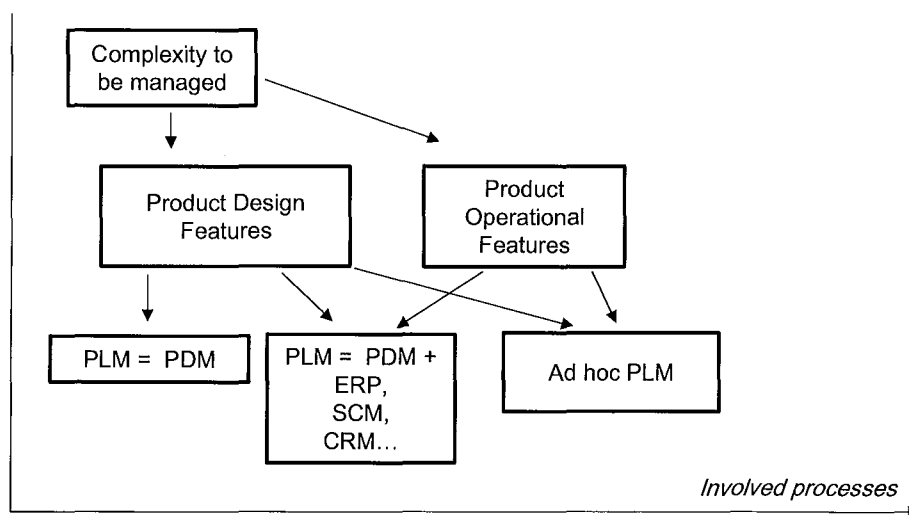 Complexity to
be managed
Product Design
Features
Product
Operational
Features
PLM = PDM
PLM = PDM +
ERP,
SCM,
CRM...
Ad hoc PLM
Involved processes